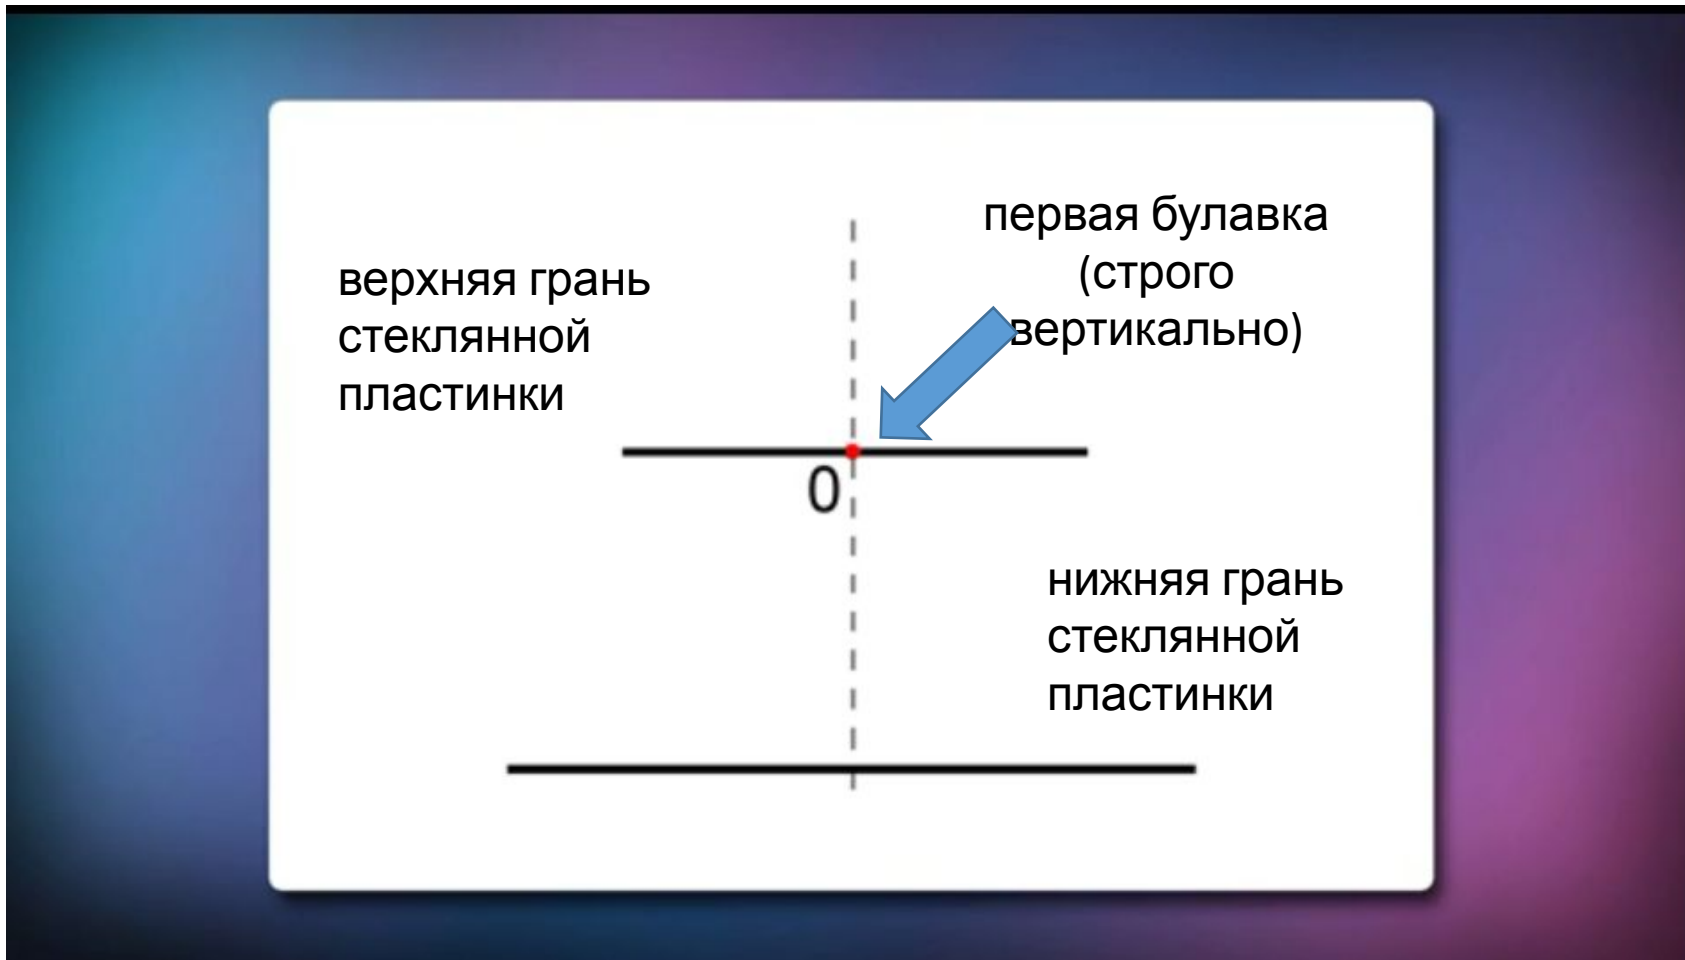 верхняя грань
стеклянной
пластинки
первая булавка
(строго
вертикально)
0
нижняя грань
стеклянной
пластинки